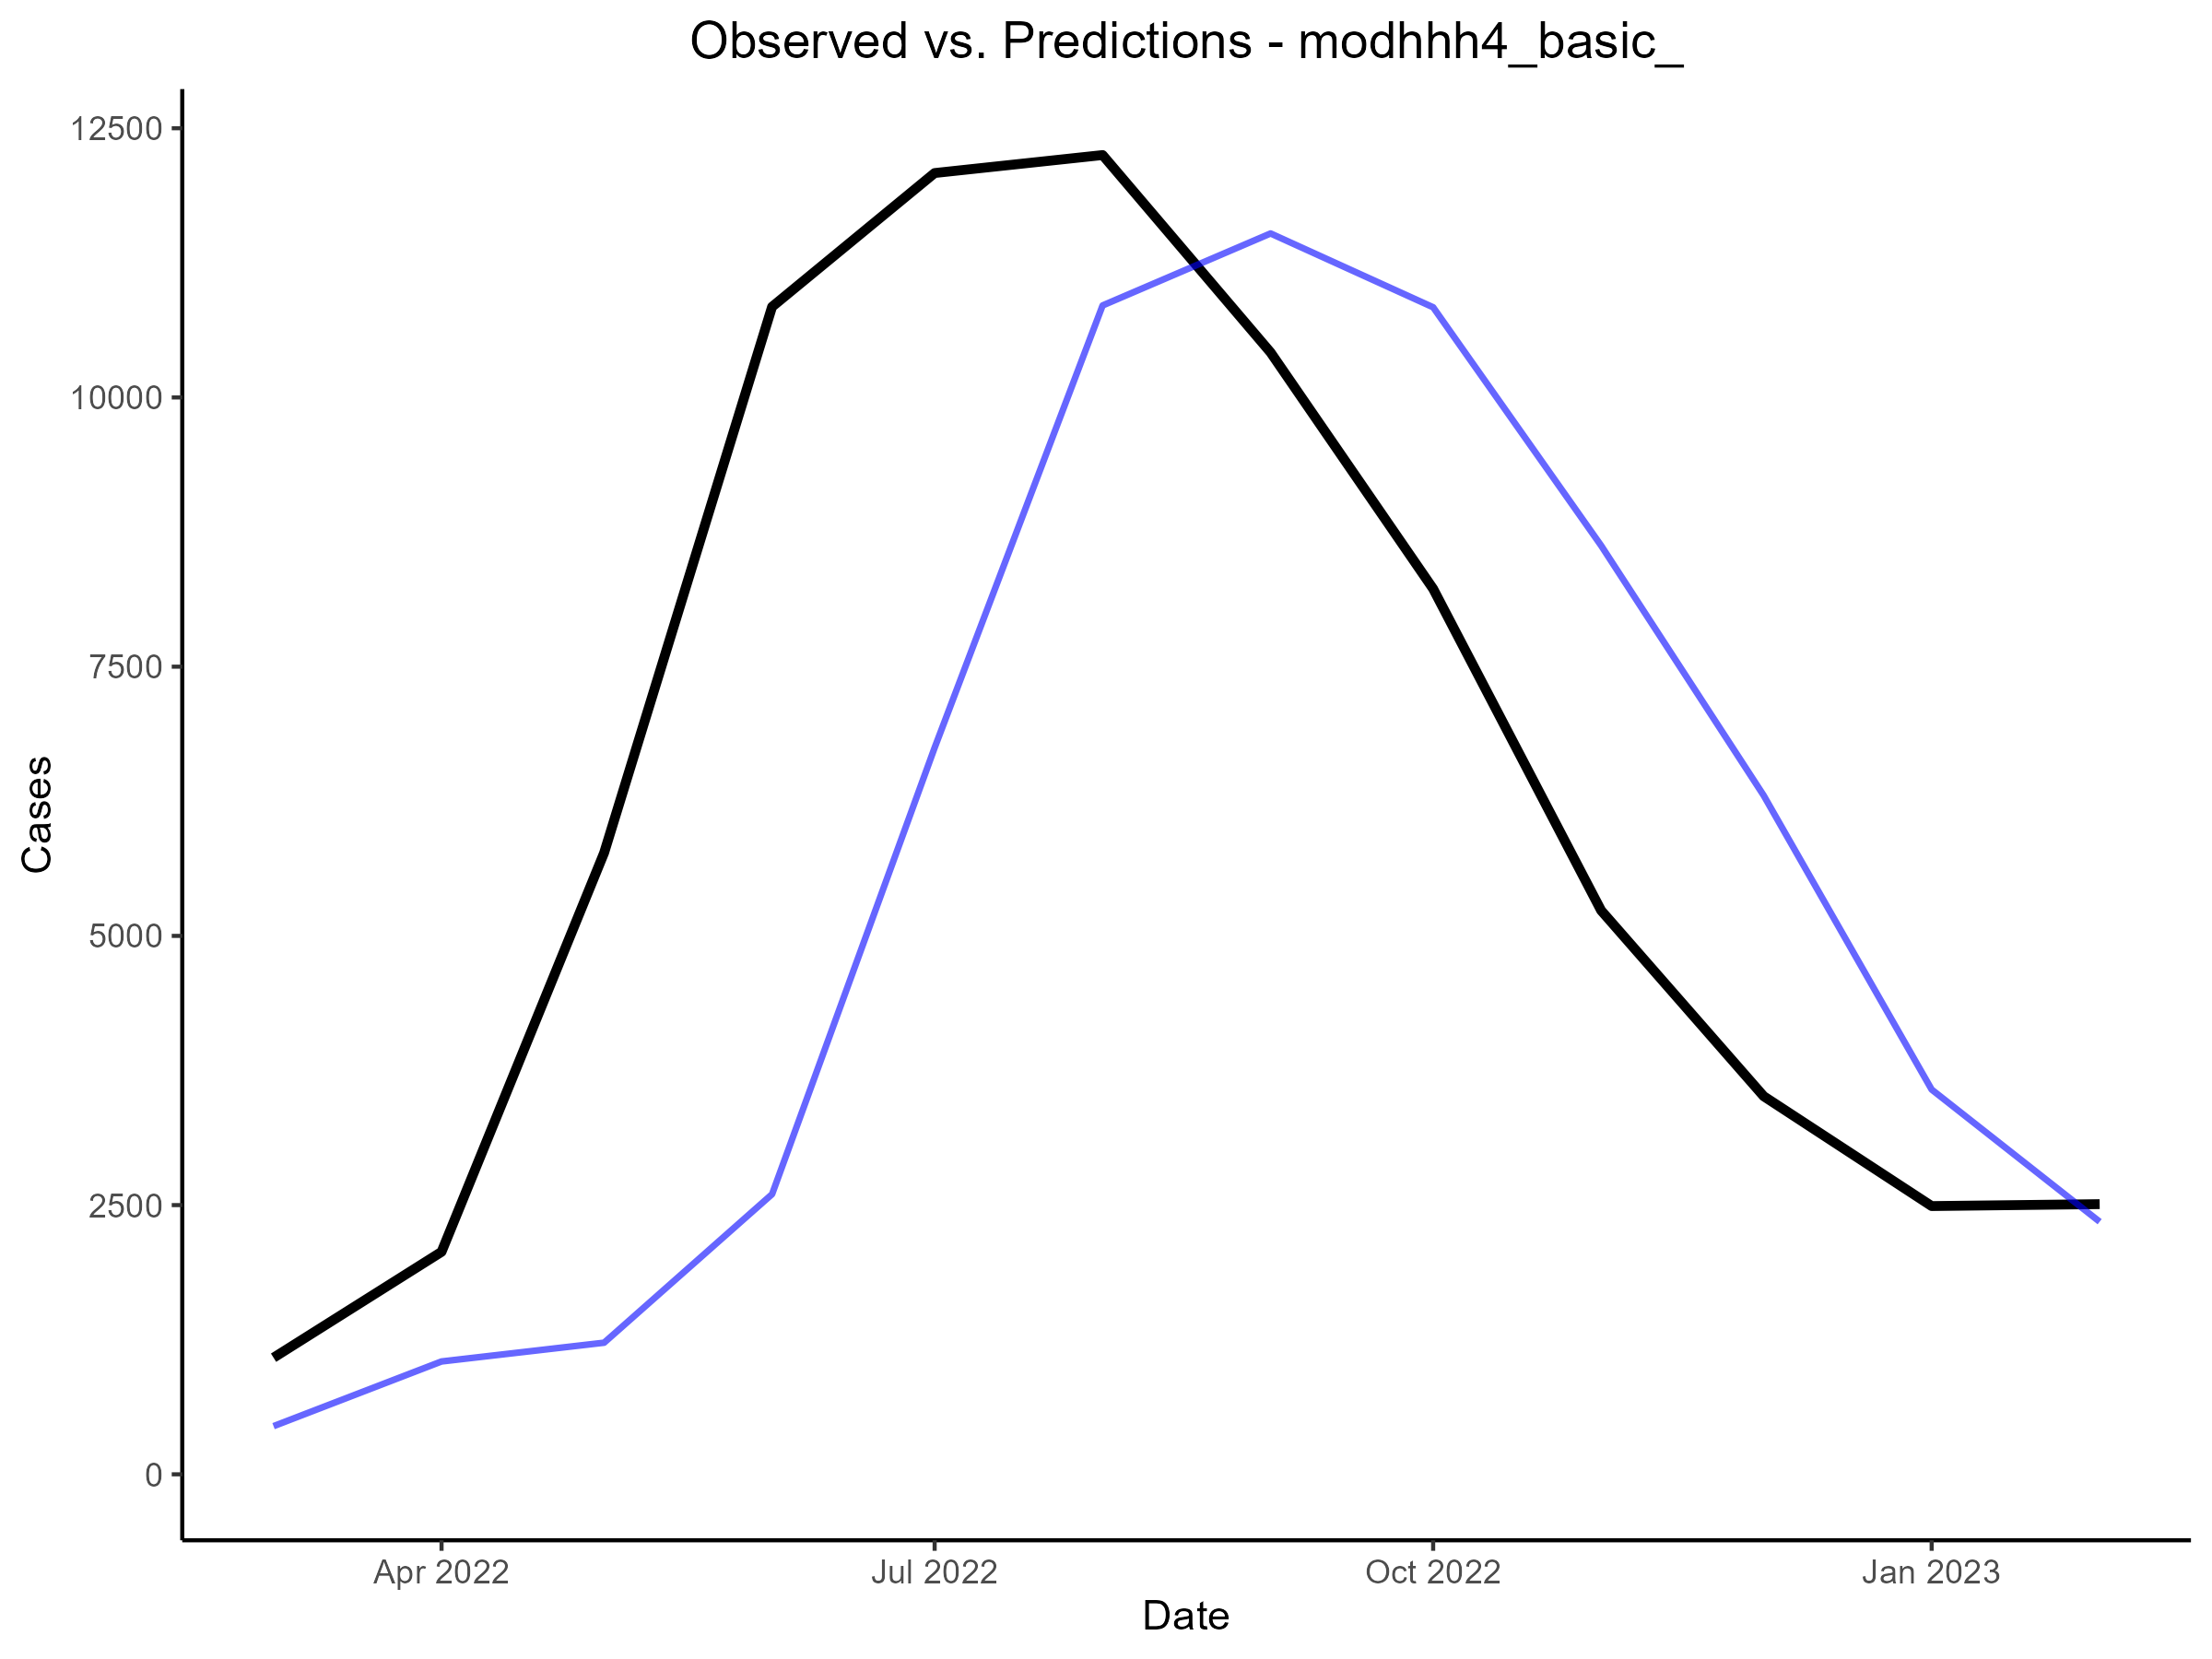 Observed vs. Predictions - modhhh4_basic_
12500
10000
7500
5000
2500
0
Cases
Apr 2022
Jul 2022
Oct 2022
Jan 2023
Date